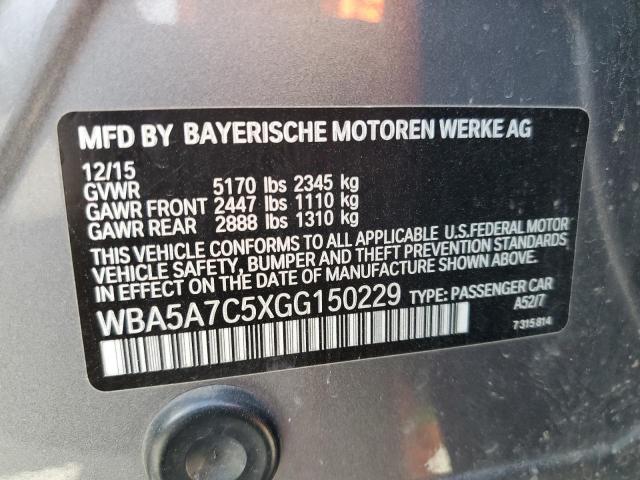 MFD BY BAYERISCHE MOTOREN WERKE AG
12/15
GVWR 5170 lbs 2345 kg
GAWR FRONT 2447 lbs 1110 kg
GAWR REAR 2888 lbs 1310 kg
THIS VEHICLE CONFORMS TO ALL APPLICABLE U.S.FEDERAL MOTOR
VEHICLE SAFETY, BUMPER AND THEFT PREVENTION STANDARDS
IN EFFECT ON THE DATE OF MANUFACTURE SHOWN ABOVE.
WBA5A7C5XGG150229 TYPE: PASSENGER CAR
A52/7
7315814